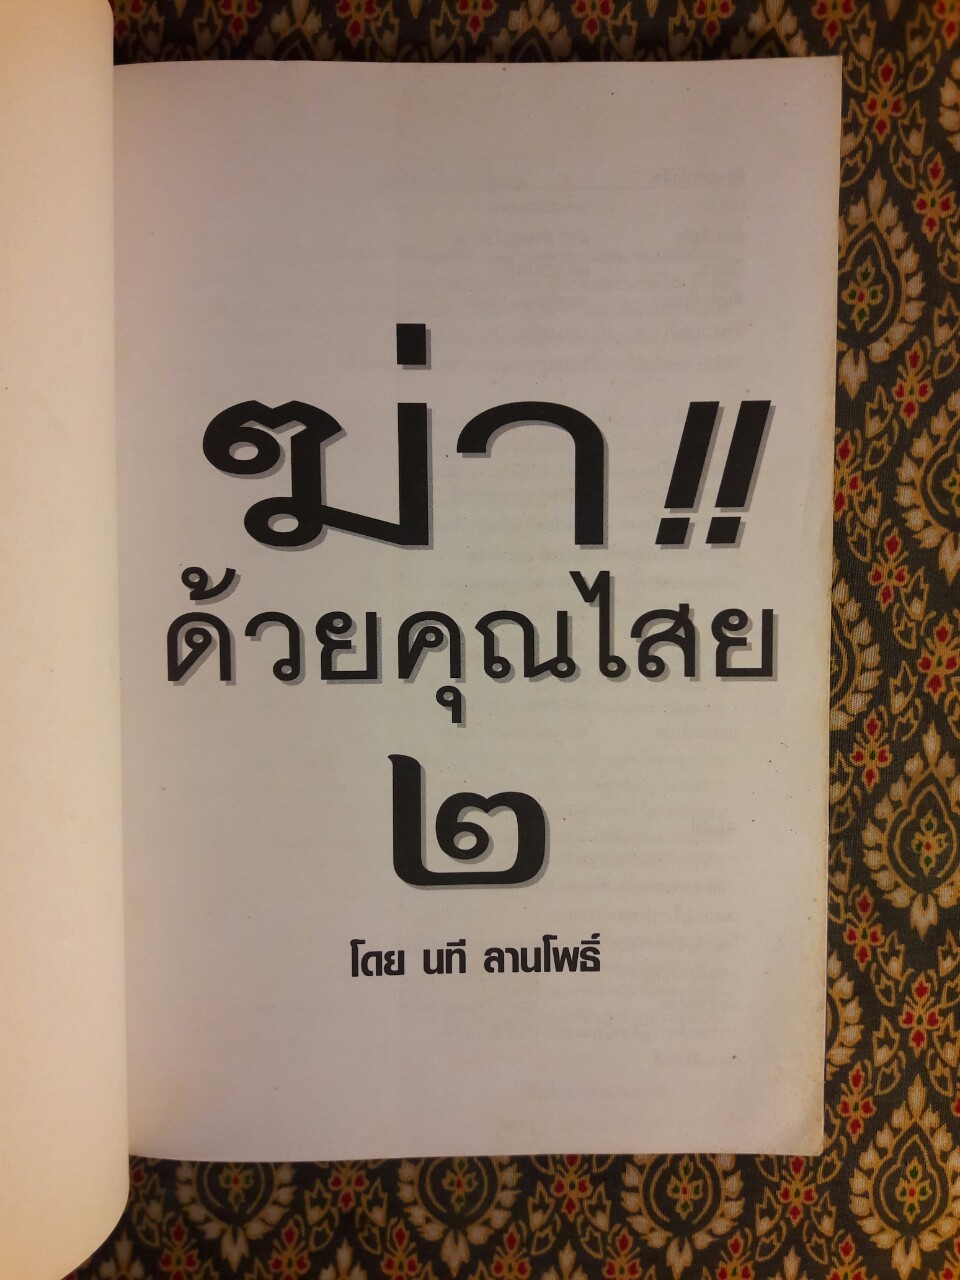 ฆ่า!!
ด้วยคุณไสย
๒
โดย นที ลานโพธิ์